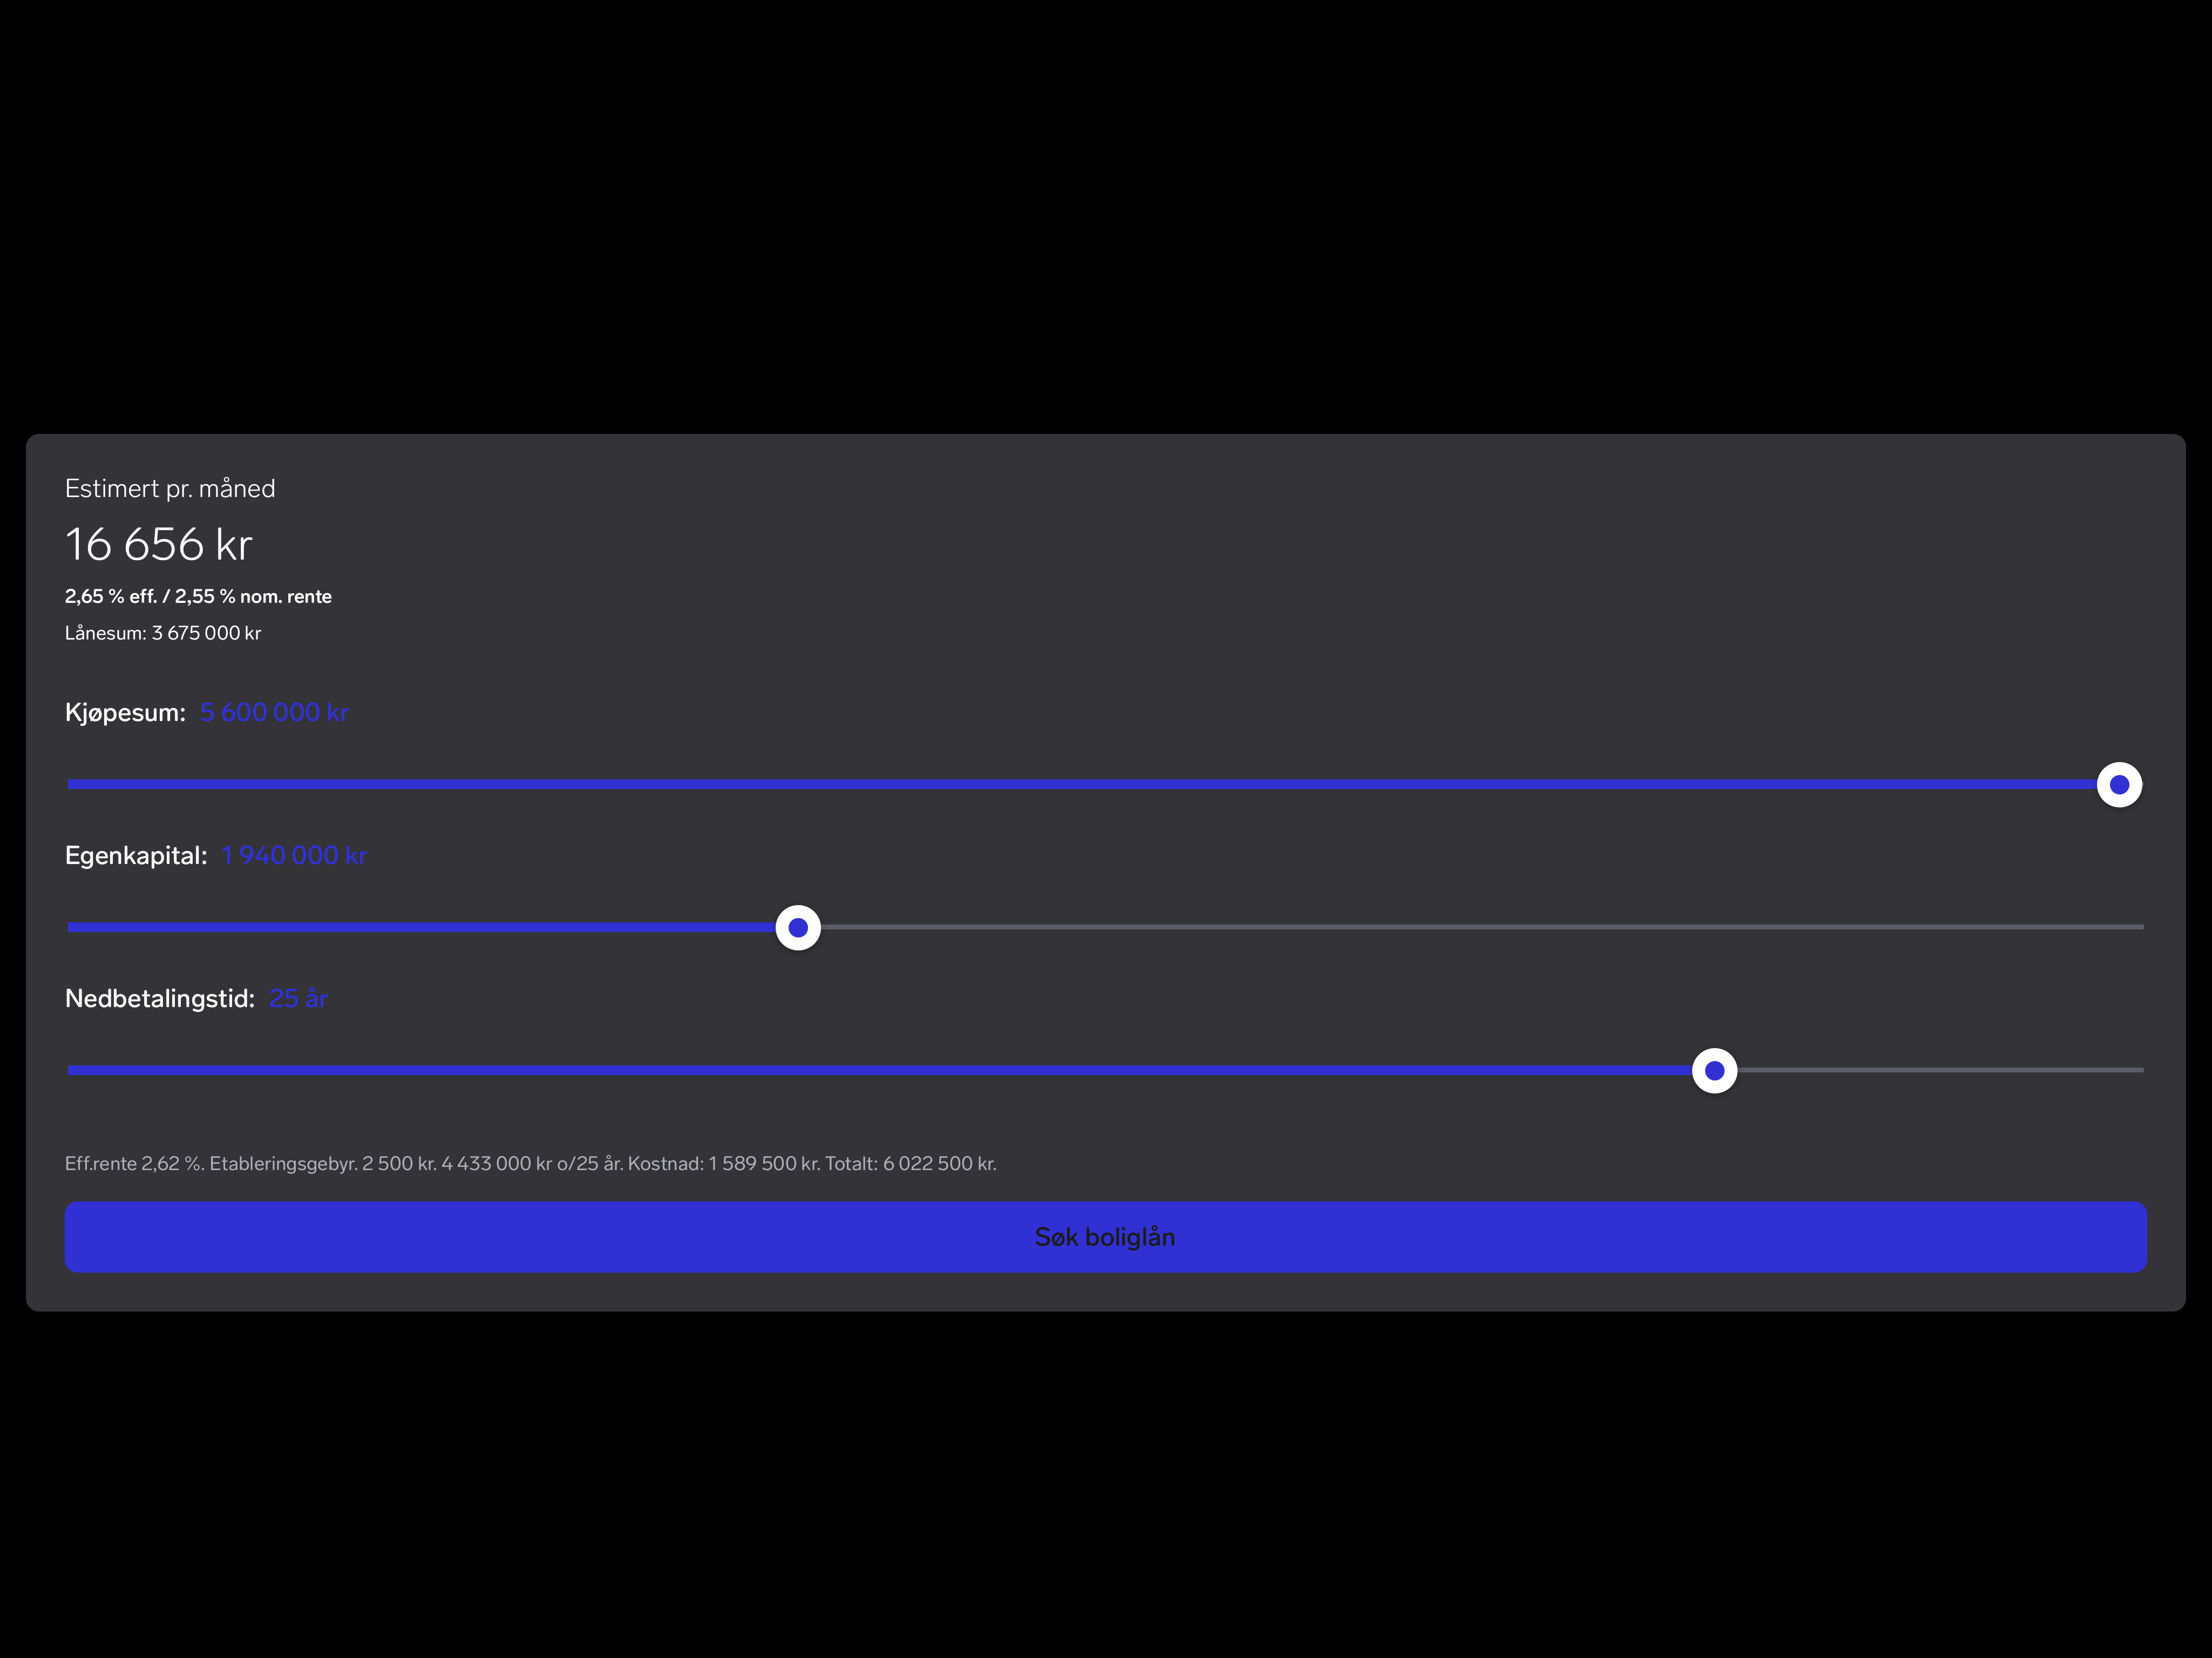 Estimert pr. måned
16 656 kr
2,65 % eff. / 2,55 % nom. rente
Lånesum: 3 675 000 kr
Kjøpesum: 5 600 000 kr
Egenkapital: 1 940 000 kr
Nedbetalingstid: 25 år
Eff.rente 2,62 %. Etableringsgebyr. 2 500 kr. 4 433 000 kr o/25 år. Kostnad: 1 589 500 kr. Totalt: 6 022 500 kr.
Søk boliglån